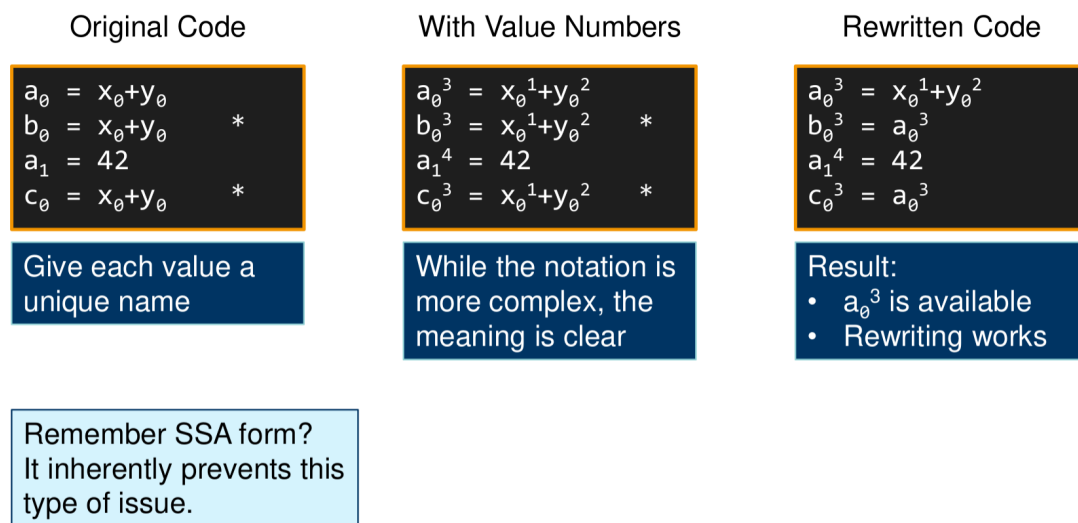 Original Code
a₀ = x₀+y₀
b₀ = x₀+y₀ *
a₁ = 42
c₀ = x₀+y₀ *
Give each value a
unique name
With Value Numbers
a₀³ = x₀¹+y₀²
b₀³ = x₀¹+y₀² *
a₁⁴ = 42
c₀³ = x₀¹+y₀² *
While the notation is
more complex, the
meaning is clear
Rewritten Code
a₀³ = x₀¹+y₀²
b₀³ = a₀³
a₁⁴ = 42
c₀³ = a₀³
Result:
• a₀³ is available
• Rewriting works
Remember SSA form?
It inherently prevents this
type of issue.